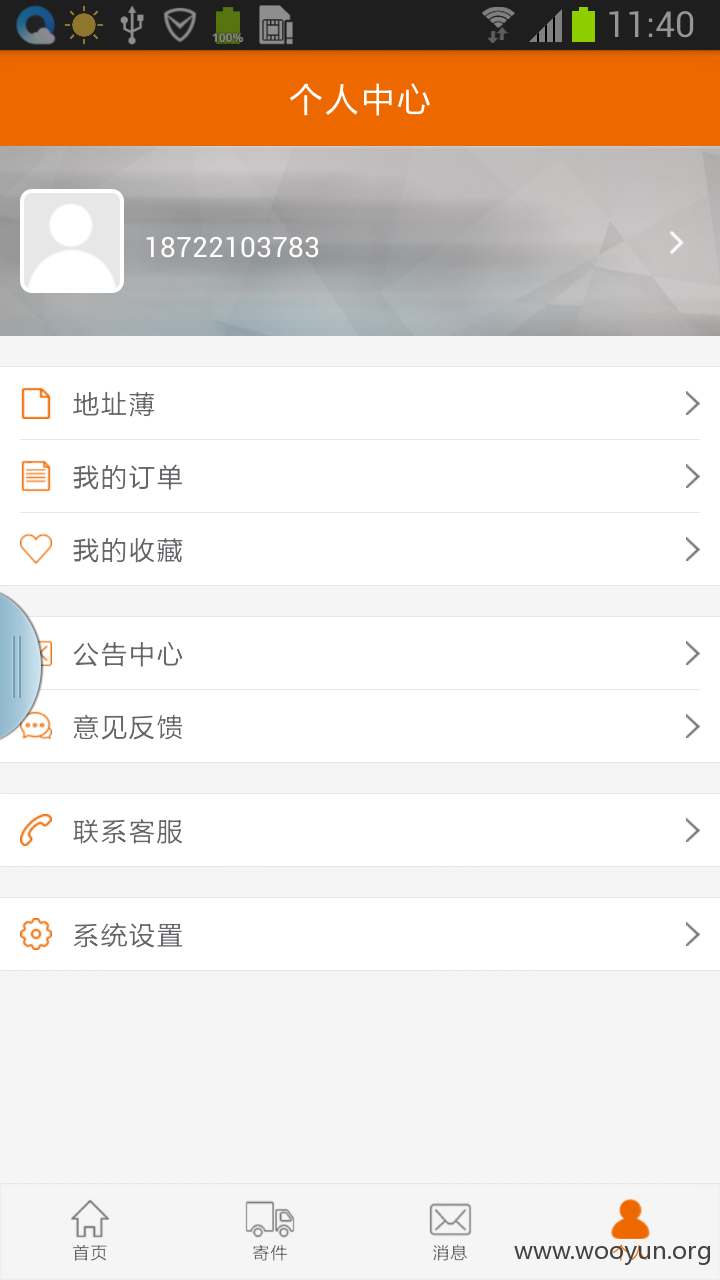 100%
11:40
个人中心
18722103783
地址薄
我的订单
我的收藏
公告中心
意见反馈
联系客服
系统设置
首页
寄件
消息
www.wooyun.org